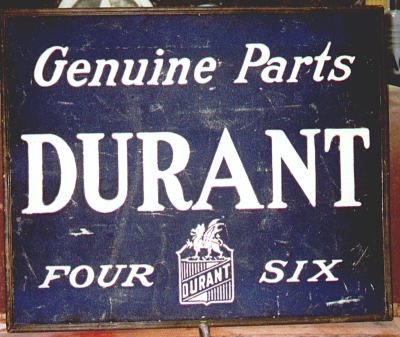 Genuine Parts
DURANT
FOUR SIX
DURANT